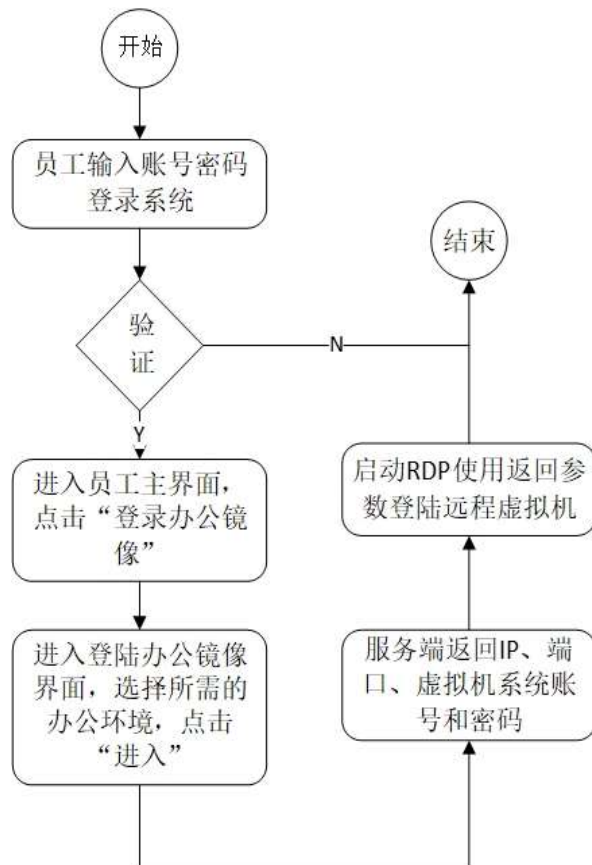 开始
员工输入账号密码
登录系统
验
证
N
Y
进入员工主界面，
点击“登录办公镜
像”
进入登陆办公镜像
界面，选择所需的
办公环境，点击
“进入”
服务端返回IP、端
口、虚拟机系统账
号和密码
启动RDP使用返回参
数登陆远程虚拟机
结束